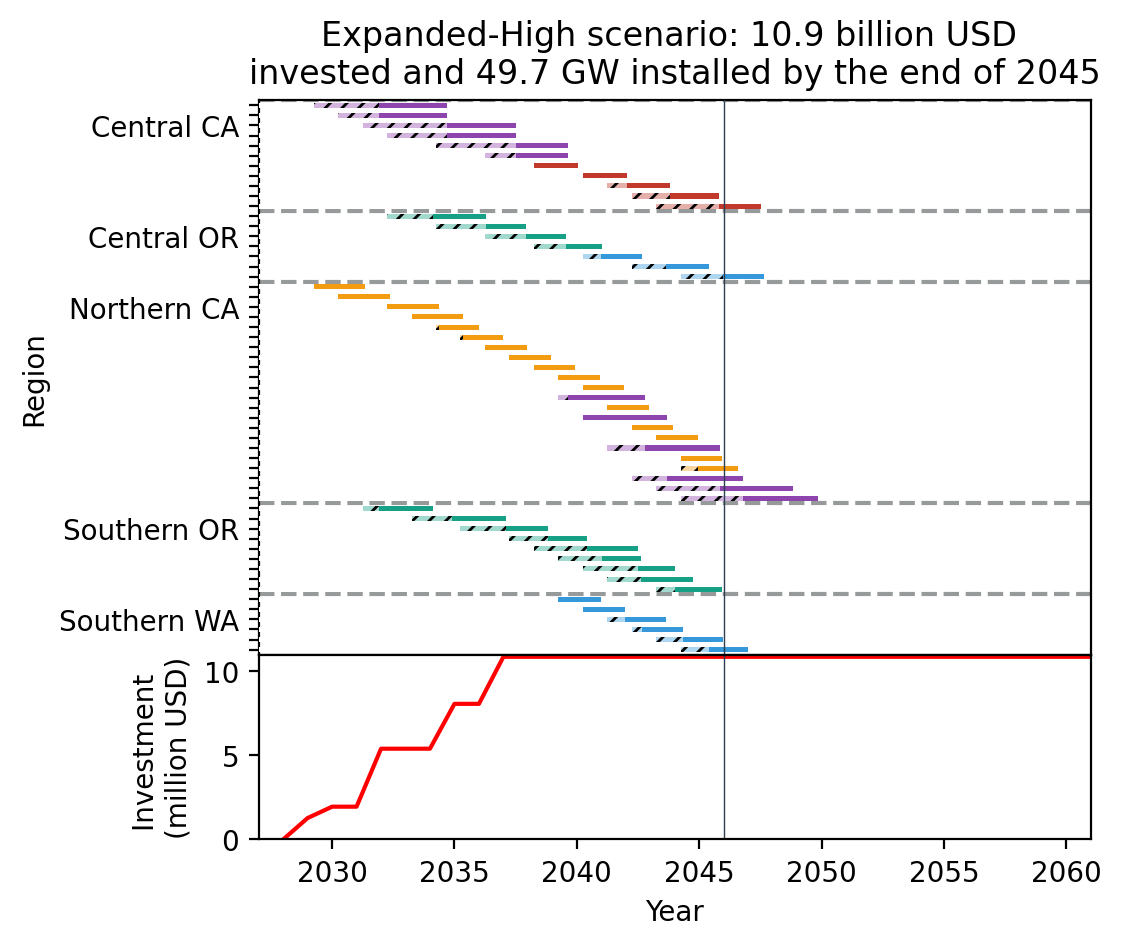 Expanded-High scenario: 10.9 billion USD
invested and 49.7 GW installed by the end of 2045
Central CA
Central OR
Northern CA
Southern OR
Southern WA
Region
10
5
0
Investment
(million USD)
2030 2035 2040 2045 2050 2055 2060
Year